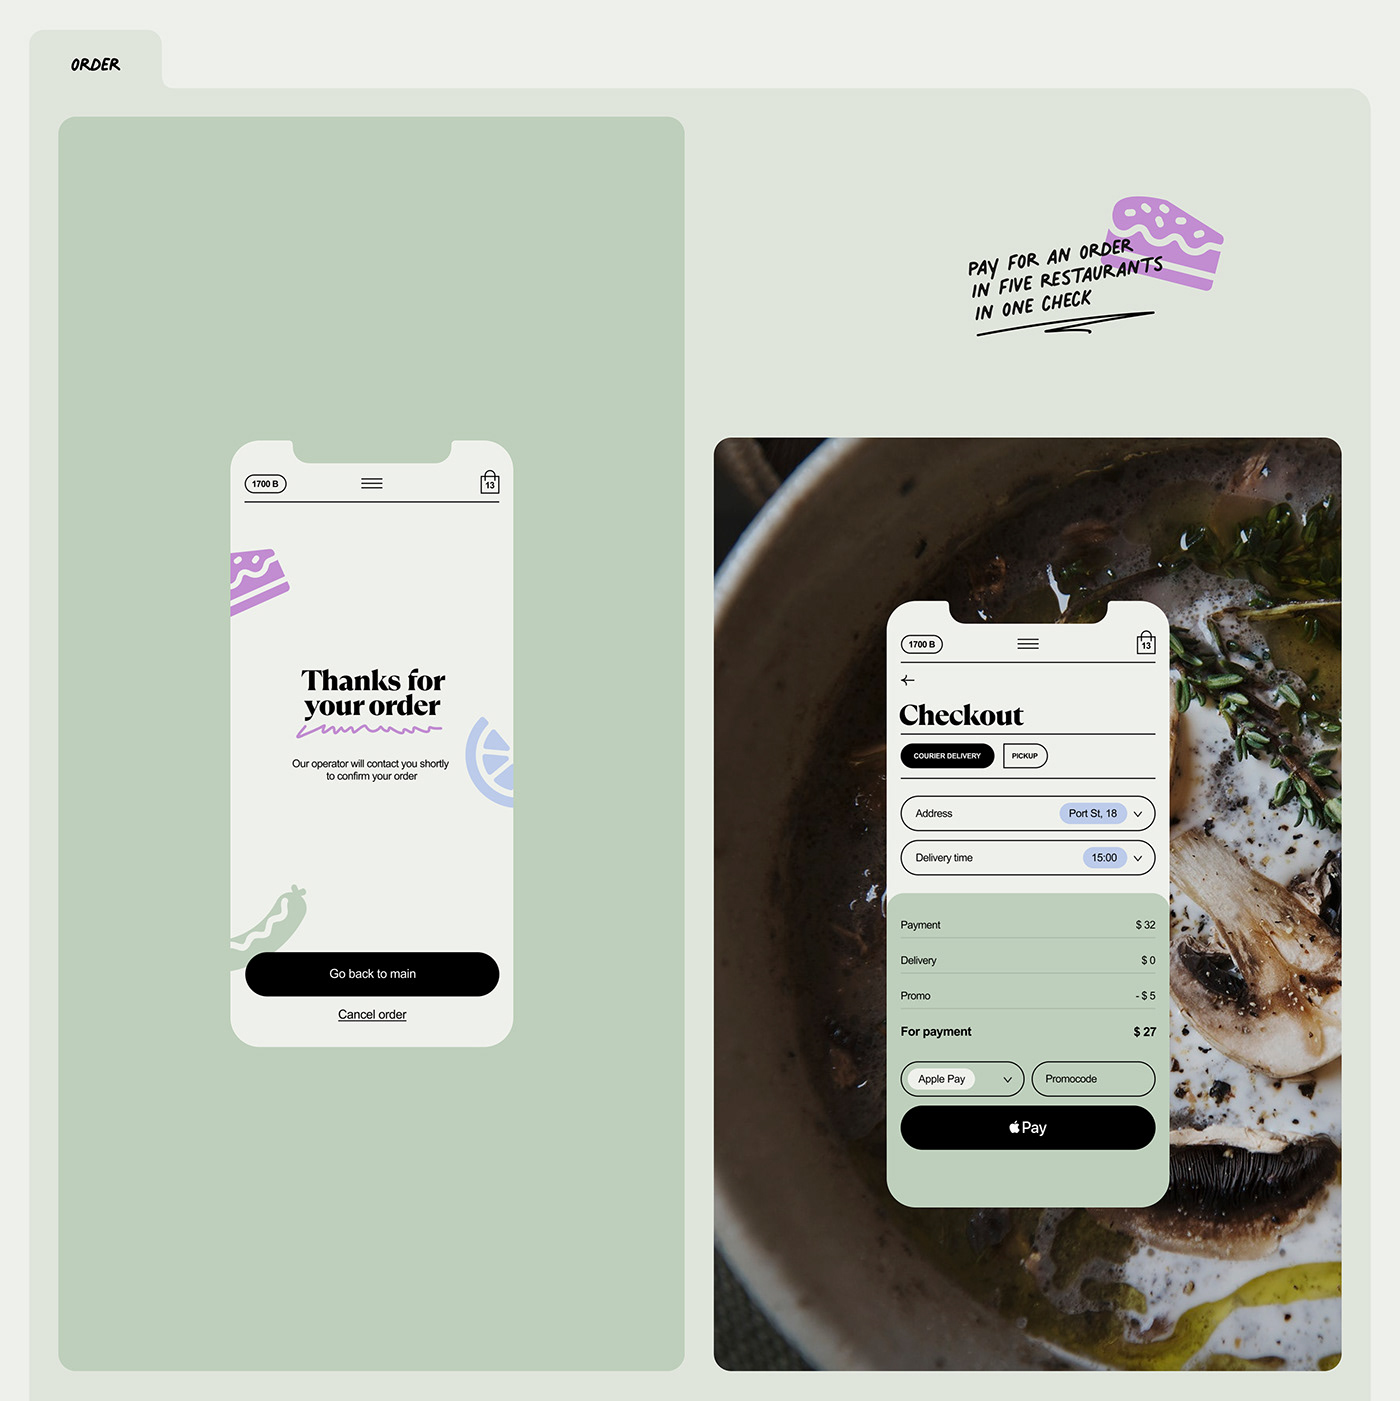 ORDER
PAY FOR AN ORDER
IN FIVE RESTAURANTS
IN ONE CHECK
1700 B
13
Thanks for
your order
Our operator will contact you shortly
to confirm your order
Go back to main
Cancel order
1700 B
13
Checkout
COURIER DELIVERY
PICKUP
Address
Port St, 18
Delivery time
15:00
Payment
$ 32
Delivery
$ 0
Promo
- $ 5
For payment
$ 27
Apple Pay
Promocode
Pay